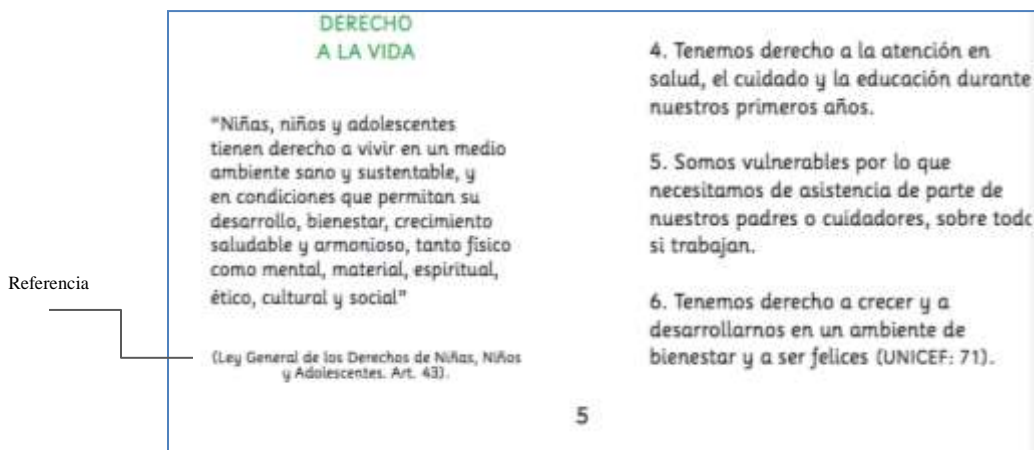 Referencia
DERECHO
A LA VIDA
"Niñas, niños y adolescentes
tienen derecho a vivir en un medio
ambiente sano y sustentable, y
en condiciones que permitan su
desarrollo, bienestar, crecimiento
saludable y armonioso, tanto físico
como mental, material, espiritual,
ético, cultural y social"
(Ley General de los Derechos de Niñas, Niños
y Adolescentes. Art. 43).
4. Tenemos derecho a la atención en
salud, el cuidado y la educación durante
nuestros primeros años.
5. Somos vulnerables por lo que
necesitamos de asistencia de parte de
nuestros padres o cuidadores, sobre todo
si trabajan.
6. Tenemos derecho a crecer y a
desarrollarnos en un ambiente de
bienestar y a ser felices (UNICEF: 71).
5